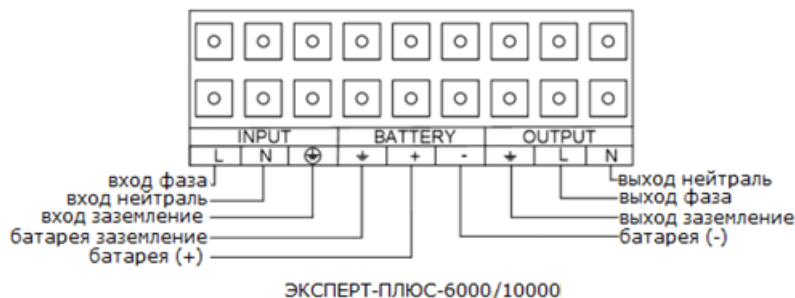 INPUT BATTERY OUTPUT
L N ⏚ + - ⏚ L N
вход фаза
вход нейтраль
вход заземление
батарея заземление
батарея (+)
выход нейтраль
выход фаза
выход заземление
батарея (-)
ЭКСПЕРТ-ПЛЮС-6000/10000